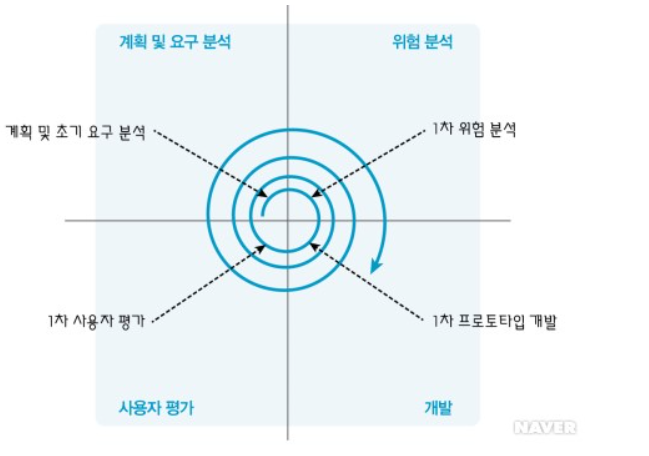 계획 및 요구 분석
위험 분석
계획 및 초기 요구 분석
1차 위험 분석
1차 사용자 평가
1차 프로토타입 개발
사용자 평가
개발
NAVER